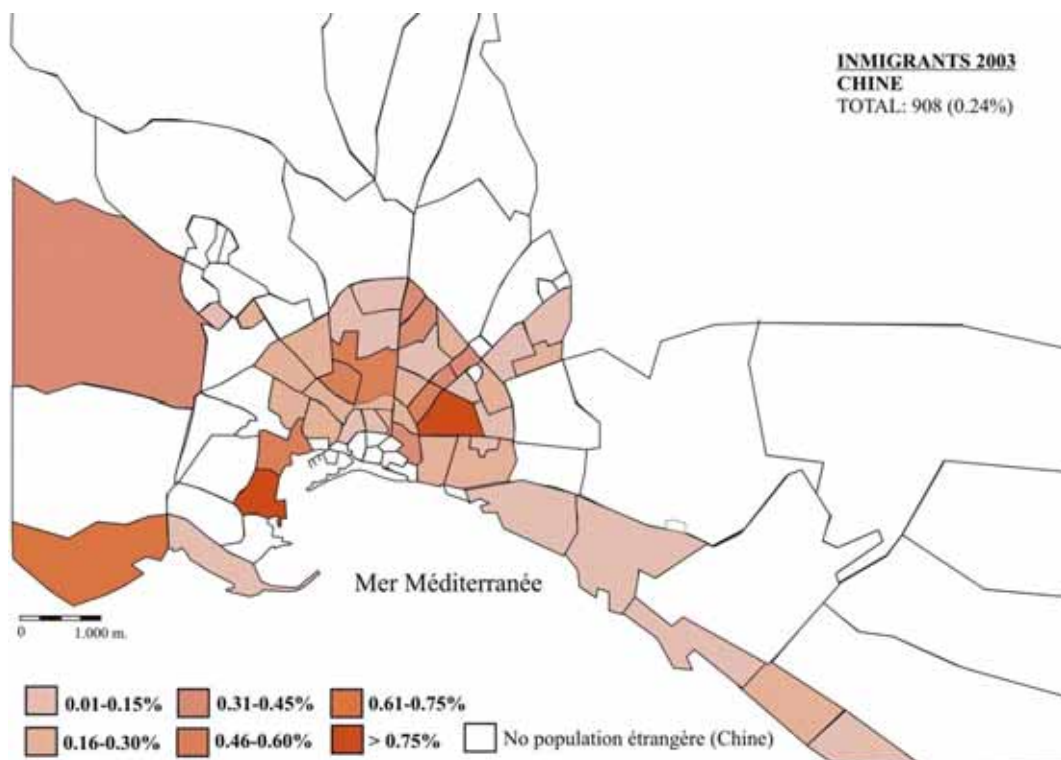 INMIGRANTS 2003
CHINE
TOTAL: 908 (0.24%)
Mer Méditerranée
0 1.000 m.
0.01-0.15% 0.31-0.45% 0.61-0.75%
0.16-0.30% 0.46-0.60% > 0.75% No population étrangère (Chine)